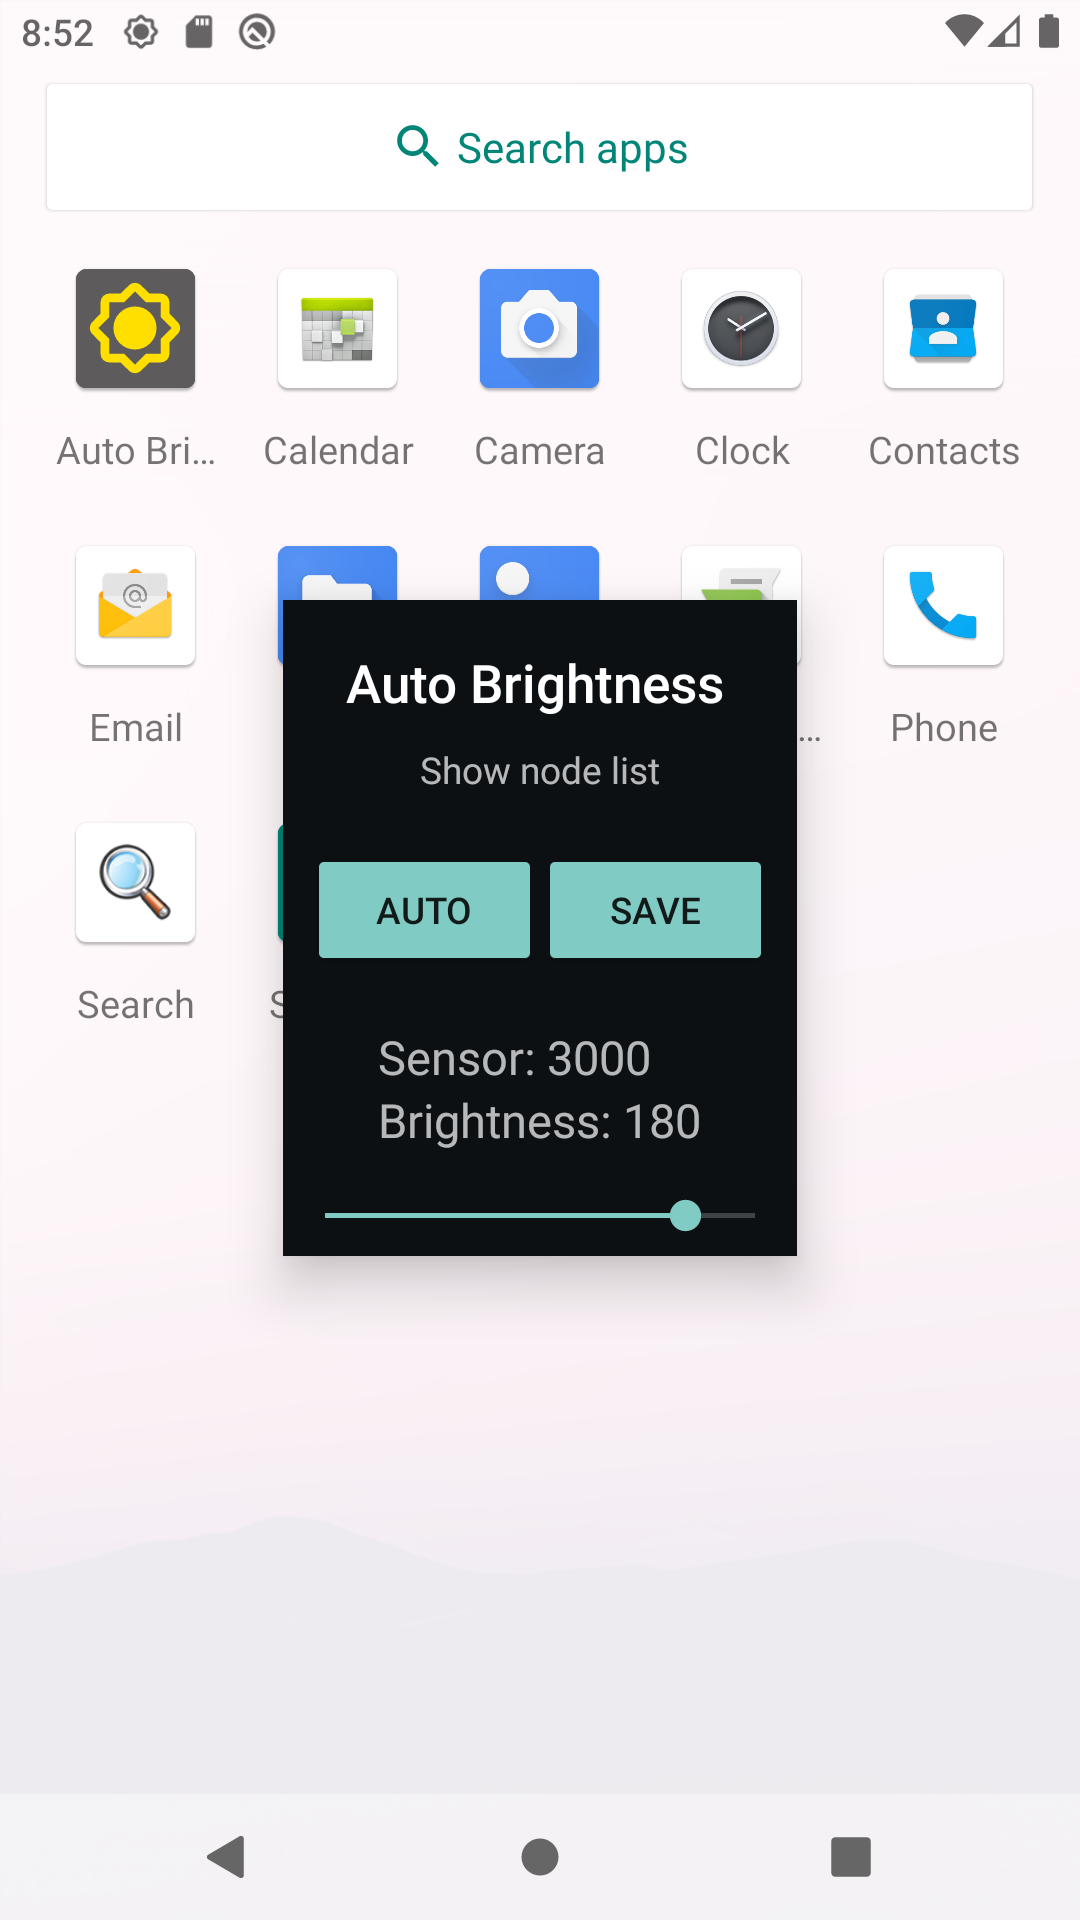 8:52
Search apps
Auto Bri...
Calendar
Camera
Clock
Contacts
Email
...
Phone
Search
S
Auto Brightness
Show node list
AUTO
SAVE
Sensor: 3000
Brightness: 180